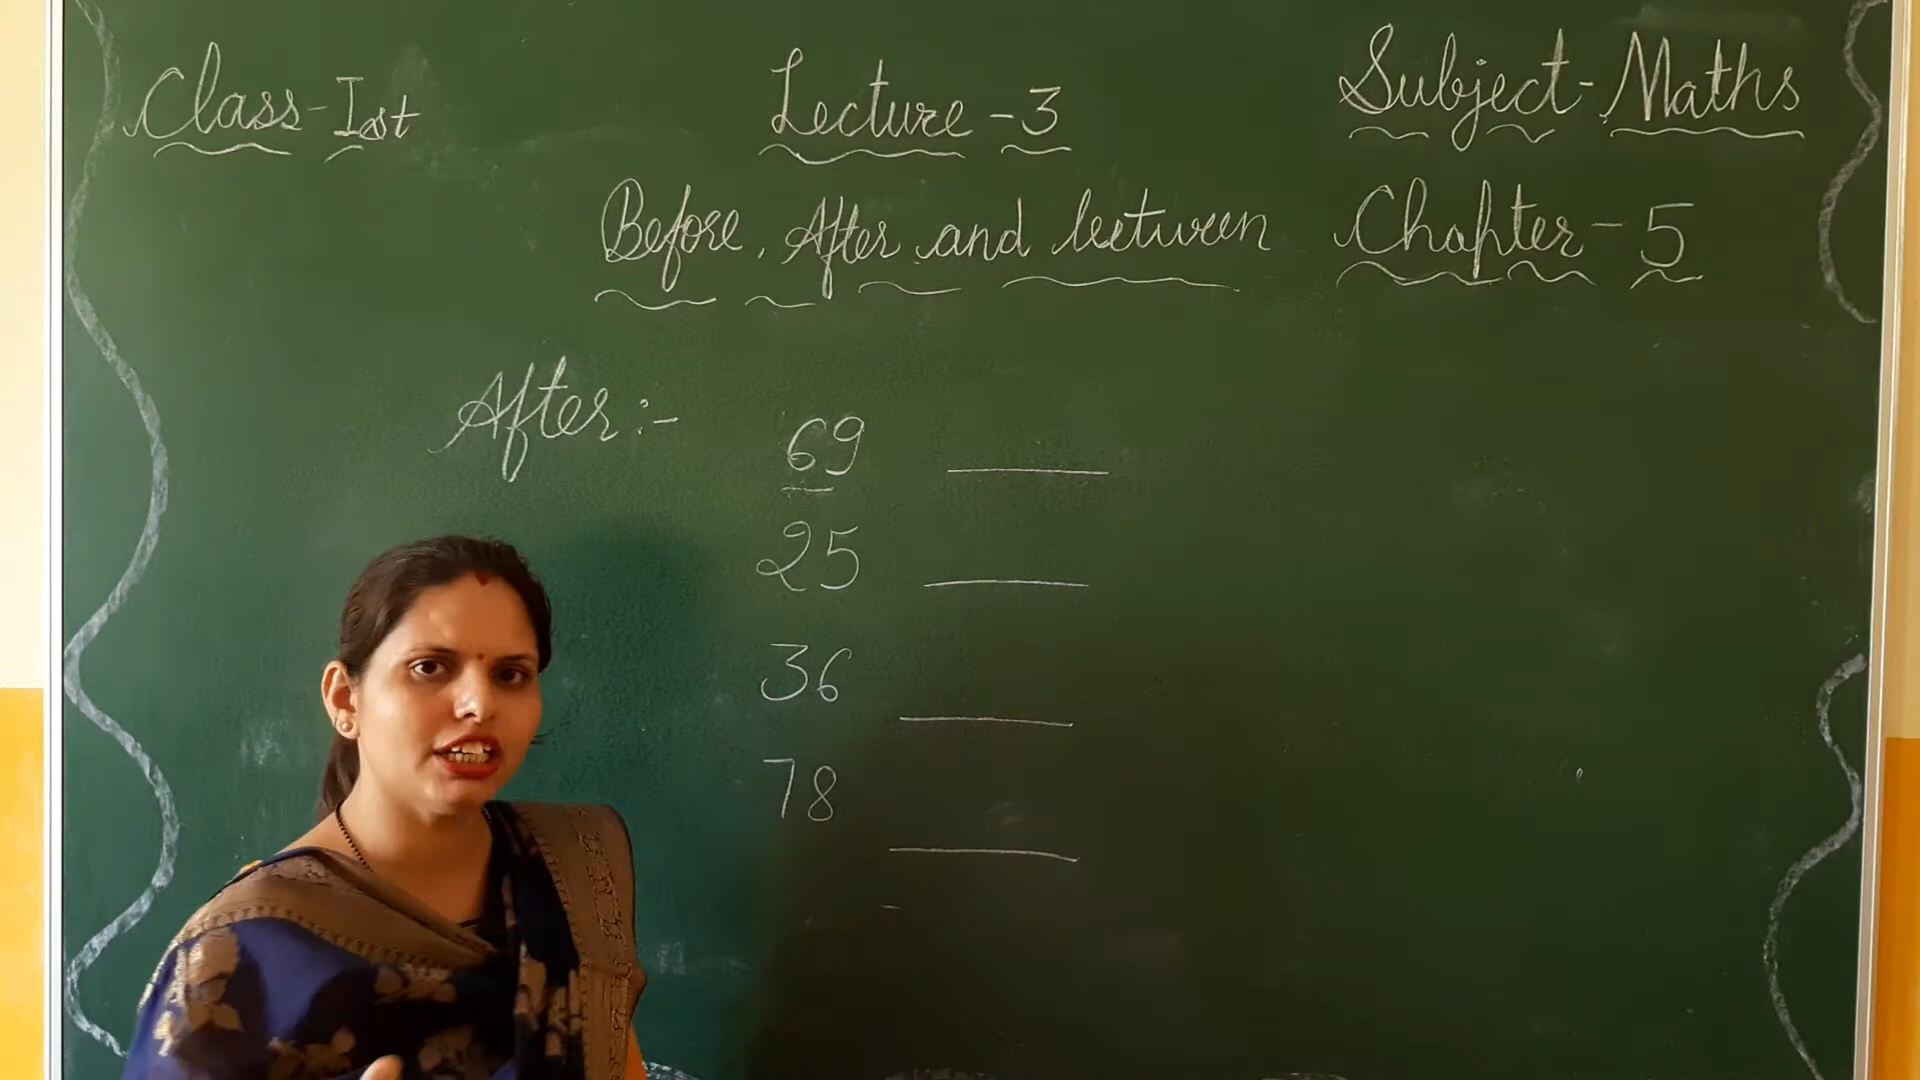 Class-Ist Lecture-3 Subject-Maths
Before, After and between Chapter-5
After:-
69 ____
25 ____
36 ____
78 ____